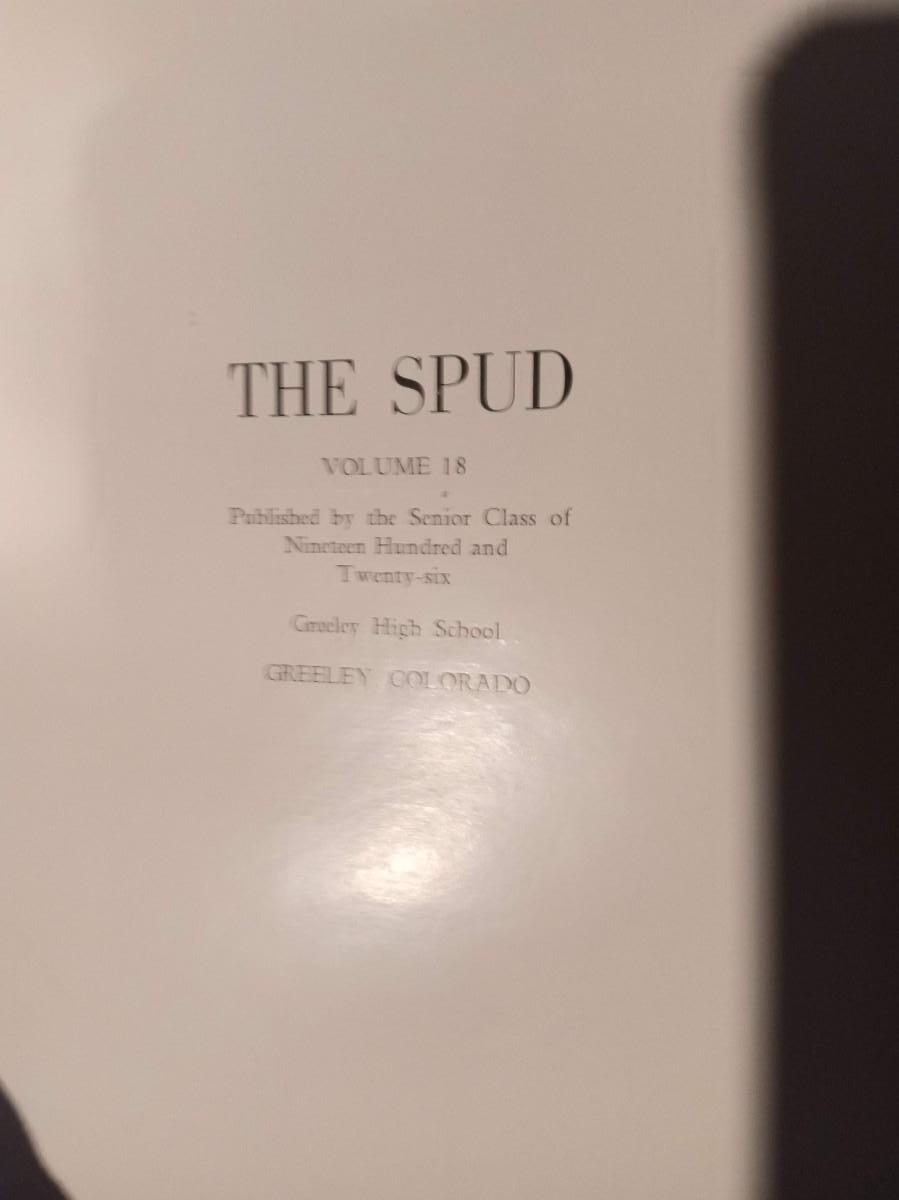 THE SPUD
VOLUME 18
Published by the Senior Class of
Nineteen Hundred and
Twenty-six
Greeley High School
GREELEY COLORADO